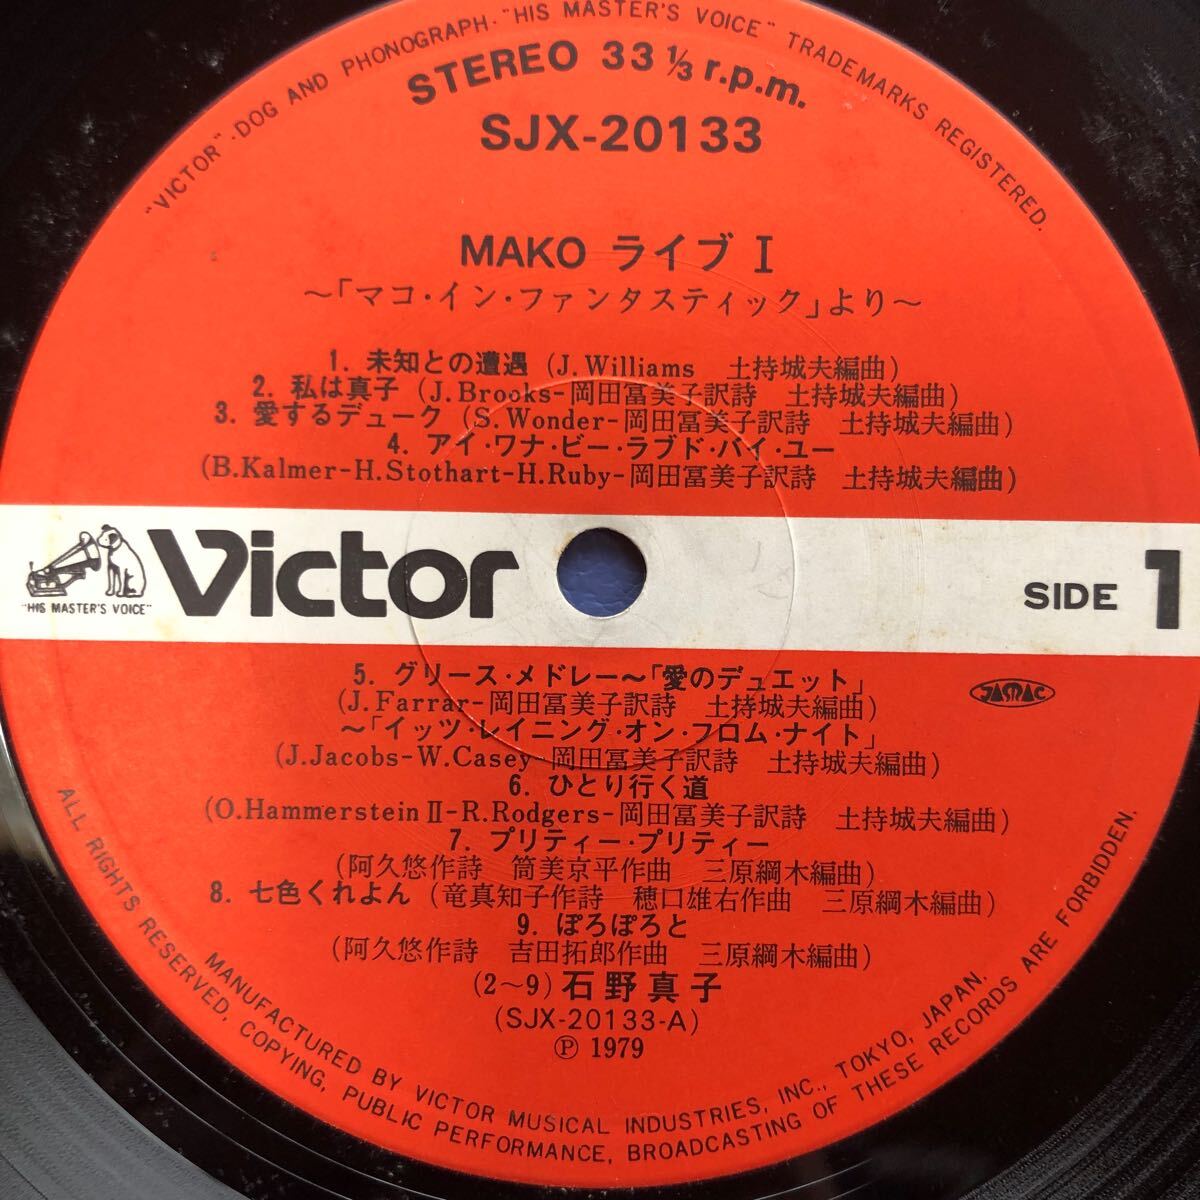 "VICTOR"·DOG AND PHONOGRAPH·"HIS MASTER'S VOICE" TRADEMARKS REGISTERED.
STEREO 33 1/3 r.p.m.
SJX-20133
MAKO ライブ I
〜「マコ・イン・ファンタスティック」より〜
1. 未知との遭遇 (J. Williams 土持城夫編曲)
2. 私は真子 (J. Brooks-岡田冨美子訳詩 土持城夫編曲)
3. 愛するデューク (S. Wonder-岡田冨美子訳詩 土持城夫編曲)
4. アイ・ワナ・ビー・ラブド・バイ・ユー
(B.Kalmer-H.Stothart-H.Ruby-岡田冨美子訳詩 土持城夫編曲)
"HIS MASTER'S VOICE"
Victor
SIDE 1
5. グリース・メドレー〜「愛のデュエット」
(J. Farrar-岡田冨美子訳詩 土持城夫編曲)
〜「イッツ・レイニング・オン・フロム・ナイト」
(J.Jacobs-W.Casey-岡田冨美子訳詩 土持城夫編曲)
JASRAC
6. ひとり行く道
(O.Hammerstein II-R.Rodgers-岡田冨美子訳詩 土持城夫編曲)
7. プリティー・プリティー
(阿久悠作詩 筒美京平作曲 三原綱木編曲)
8. 七色くれよん (竜真知子作詩 穂口雄右作曲 三原綱木編曲)
9. ぽろぽろと
(阿久悠作詩 吉田拓郎作曲 三原綱木編曲)
(2〜9) 石野真子
(SJX-20133-A)
Ⓟ 1979
MANUFACTURED BY VICTOR MUSICAL INDUSTRIES, INC., TOKYO, JAPAN.
ALL RIGHTS RESERVED, COPYING, PUBLIC PERFORMANCE, BROADCASTING OF THESE RECORDS ARE FORBIDDEN.